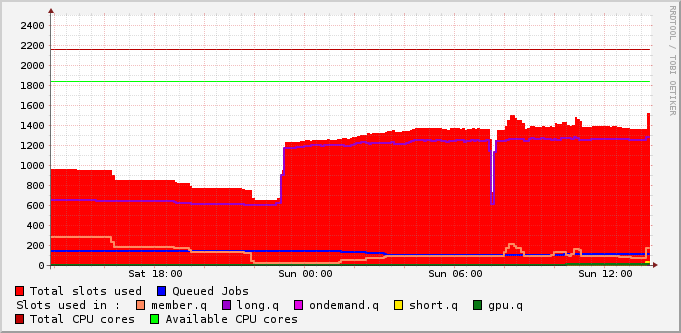 RRDTOOL / TOBI OETIKER
2400
2200
2000
1800
1600
1400
1200
1000
800
600
400
200
0
Sat 18:00 Sun 00:00 Sun 06:00 Sun 12:00
Total slots used Queued Jobs
Slots used in : member.q long.q ondemand.q short.q gpu.q
Total CPU cores Available CPU cores